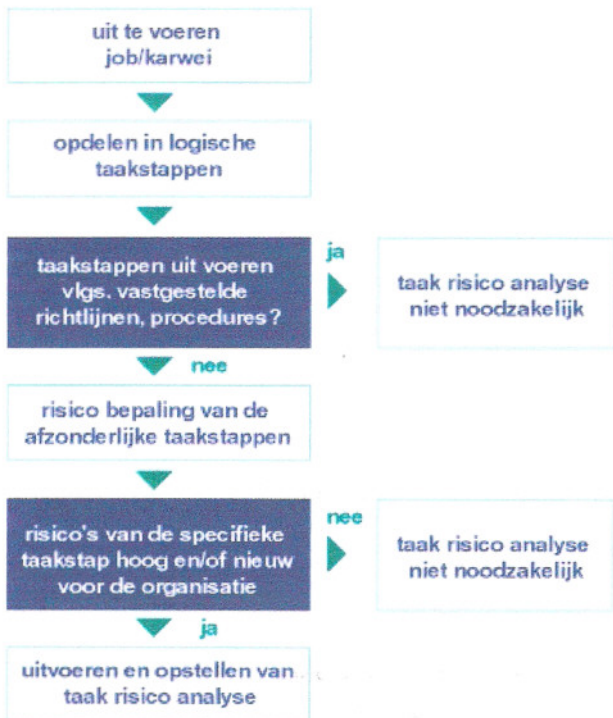 uit te voeren
job/karwei
opdelen in logische
taakstappen
taakstappen uit voeren
vlgs. vastgestelde
richtlijnen, procedures?
ja
taak risico analyse
niet noodzakelijk
nee
risico bepaling van de
afzonderlijke taakstappen
risico's van de specifieke
taakstap hoog en/of nieuw
voor de organisatie
nee
taak risico analyse
niet noodzakelijk
ja
uitvoeren en opstellen van
taak risico analyse